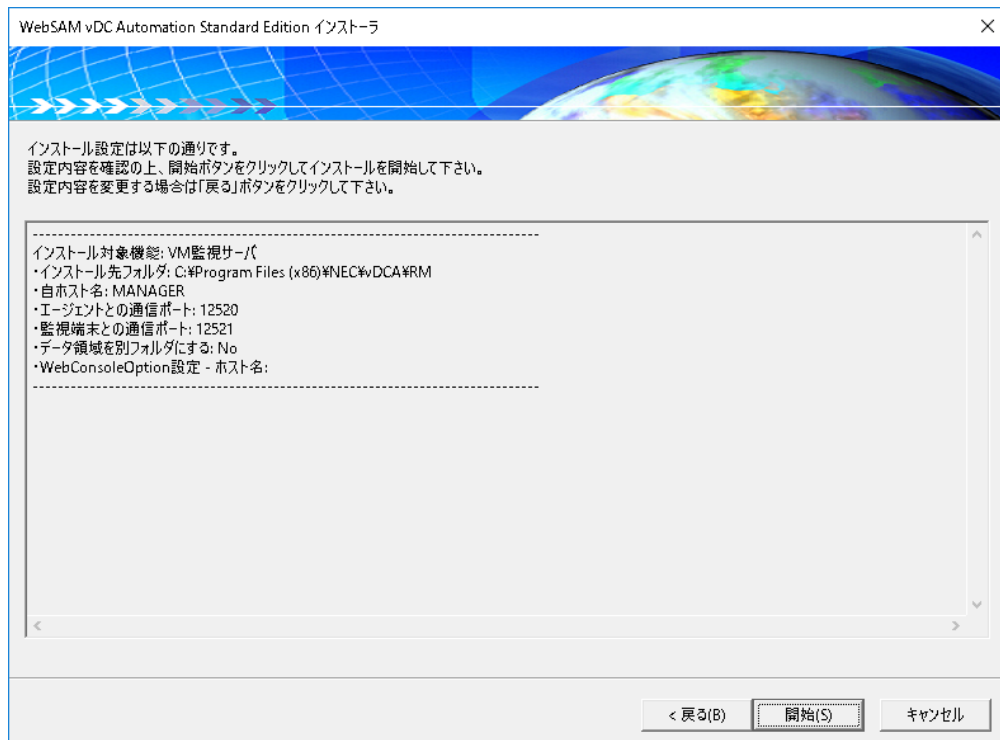 WebSAM vDC Automation Standard Edition インストーラ
インストール設定は以下の通りです。
設定内容を確認の上、開始ボタンをクリックしてインストールを開始して下さい。
設定内容を変更する場合は「戻る」ボタンをクリックして下さい。
--------------------------------------------------------------------------------
インストール対象機能: VM監視サーバ
・インストール先フォルダ: C:¥Program Files (x86)¥NEC¥vDCA¥RM
・自ホスト名: MANAGER
・エージェントとの通信ポート: 12520
・監視端末との通信ポート: 12521
・データ領域を別フォルダにする: No
・WebConsoleOption設定 - ホスト名:
--------------------------------------------------------------------------------
< 戻る(B)
開始(S)
キャンセル